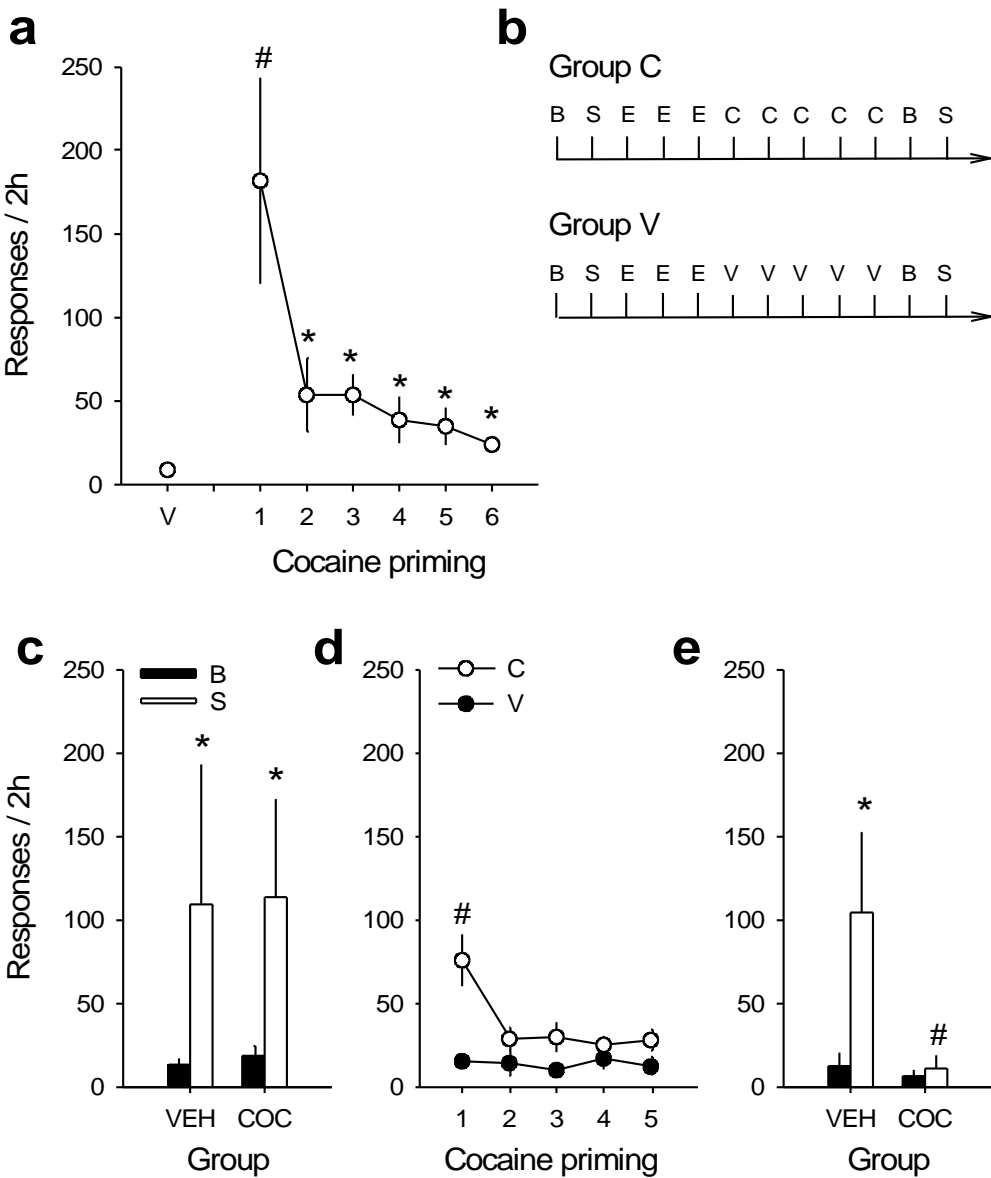 a
#
250
200
150
100
50
0
Responses / 2h
* * * * *
V 1 2 3 4 5 6
Cocaine priming
b
Group C
B S E E E C C C C C B S
Group V
B S E E E V V V V V B S
c
250
200
150
100
50
0
Responses / 2h
B
S
* *
VEH COC
Group
d
250
200
150
100
50
0
C
V
#
1 2 3 4 5
Cocaine priming
e
250
200
150
100
50
0
*
#
VEH COC
Group